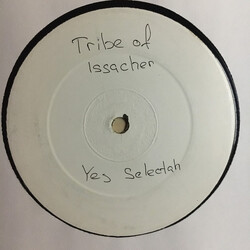 Tribe of
Issacher
Yes Selectah